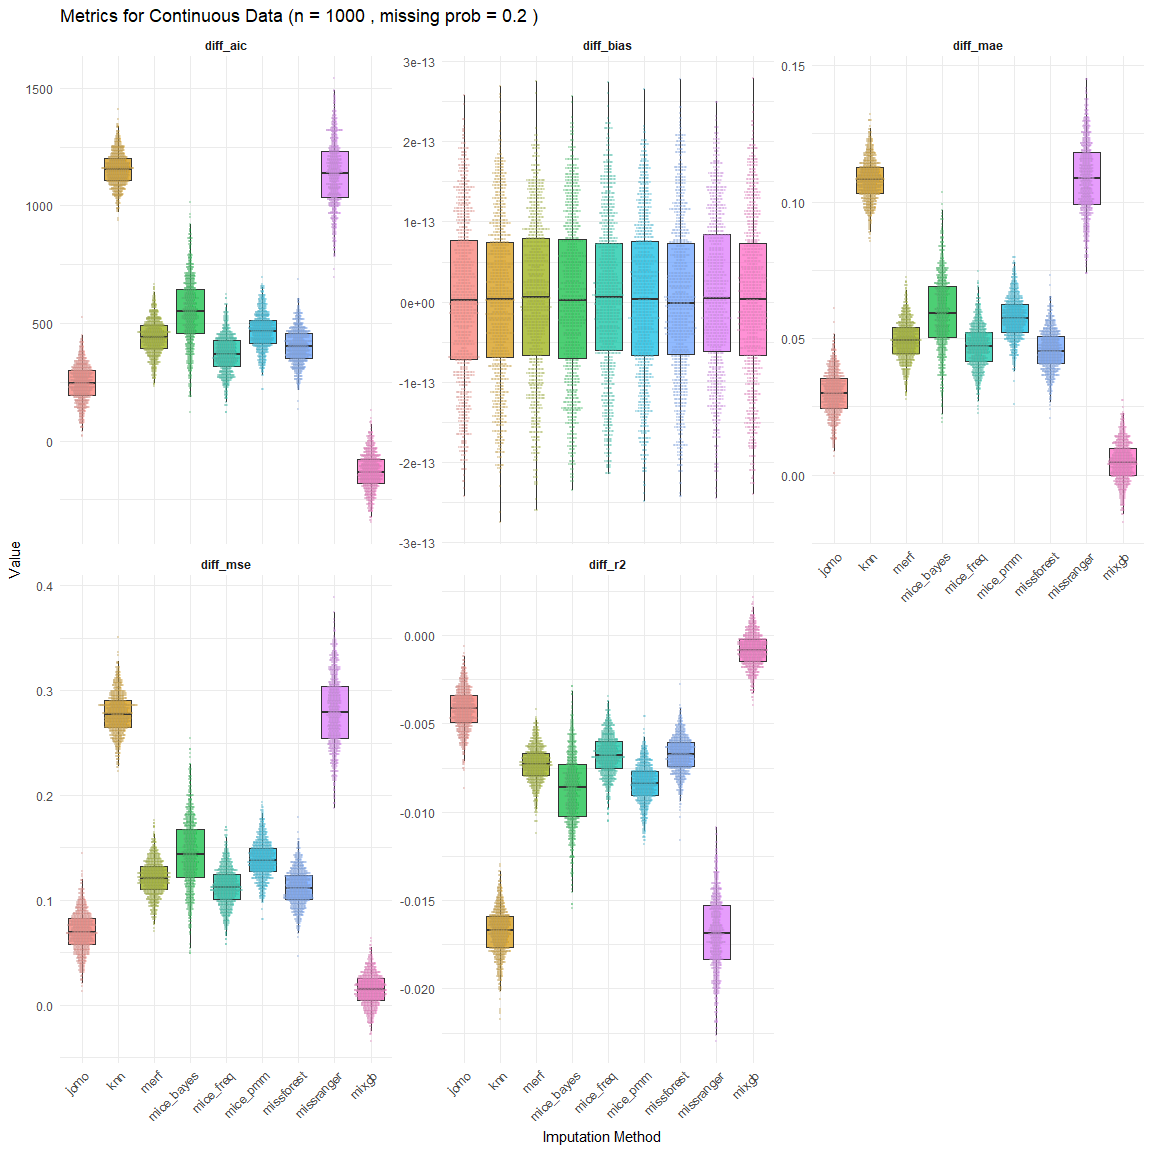 Metrics for Continuous Data (n = 1000 , missing prob = 0.2 )
diff_aic
diff_bias
diff_mae
1500
1000
500
0
3e-13
2e-13
1e-13
0e+00
-1e-13
-2e-13
-3e-13
0.15
0.10
0.05
0.00
jomo
knn
merf
mice_bayes
mice_freq
mice_pmm
missforest
missranger
mixgb
Value
diff_mse
diff_r2
0.4
0.3
0.2
0.1
0.0
0.000
-0.005
-0.010
-0.015
-0.020
jomo
knn
merf
mice_bayes
mice_freq
mice_pmm
missforest
missranger
mixgb
jomo
knn
merf
mice_bayes
mice_freq
mice_pmm
missforest
missranger
mixgb
Imputation Method